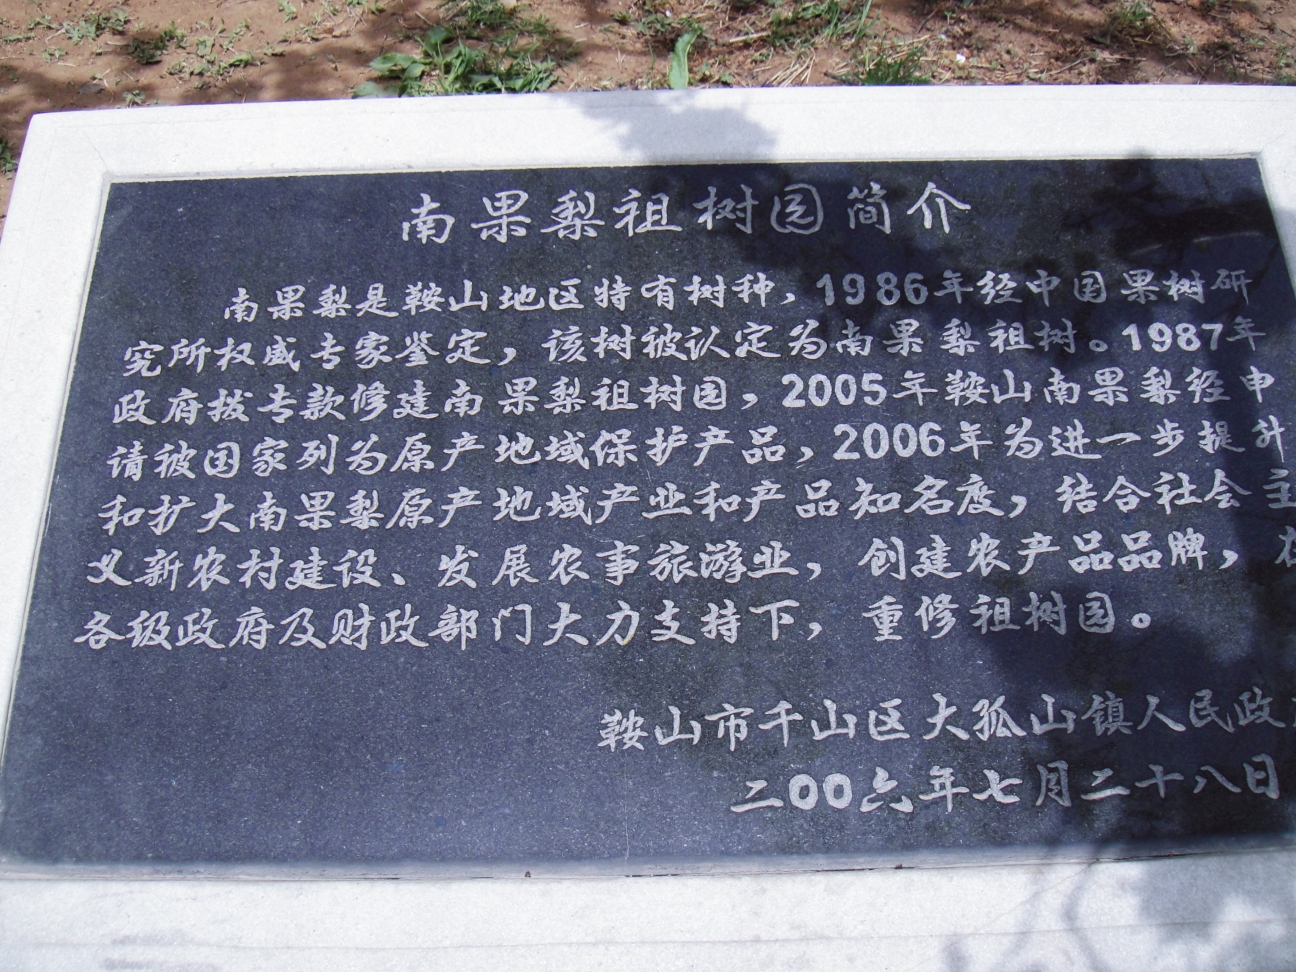 南果梨祖树园简介
南果梨是鞍山地区特有树种，1986年经中国果树研
究所权威专家鉴定，该树被认定为南果梨祖树。1987年
政府拨专款修建南果梨祖树园，2005年鞍山南果梨经申
请被国家列为原产地域保护产品，2006年为进一步提升
和扩大南果梨原产地域产业和产品知名度，结合社会主
义新农村建设、发展农事旅游业，创建农产品品牌，在
各级政府及财政部门大力支持下，重修祖树园。
鞍山市千山区大孤山镇人民政
二00六年七月二十八日